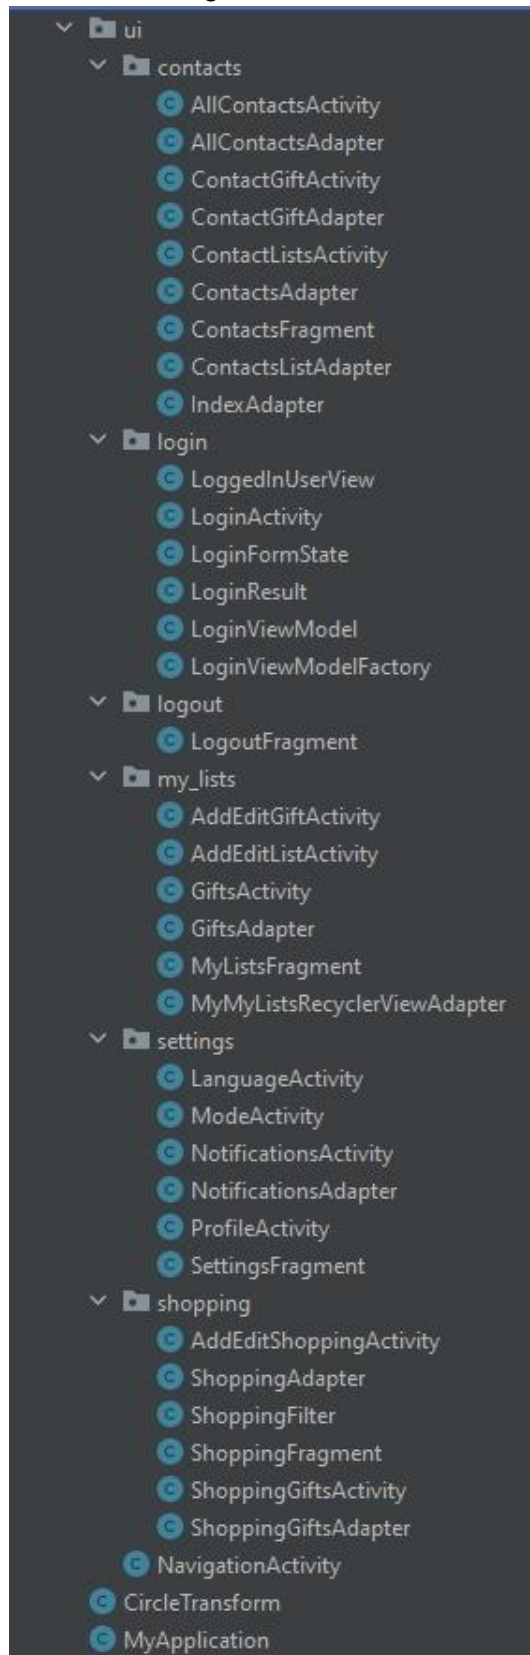 ui
contacts
AllContactsActivity
AllContactsAdapter
ContactGiftActivity
ContactGiftAdapter
ContactListsActivity
ContactsAdapter
ContactsFragment
ContactsListAdapter
IndexAdapter
login
LoggedInUserView
LoginActivity
LoginFormState
LoginResult
LoginViewModel
LoginViewModelFactory
logout
LogoutFragment
my_lists
AddEditGiftActivity
AddEditListActivity
GiftsActivity
GiftsAdapter
MyListsFragment
MyMyListsRecyclerViewAdapter
settings
LanguageActivity
ModeActivity
NotificationsActivity
NotificationsAdapter
ProfileActivity
SettingsFragment
shopping
AddEditShoppingActivity
ShoppingAdapter
ShoppingFilter
ShoppingFragment
ShoppingGiftsActivity
ShoppingGiftsAdapter
NavigationActivity
CircleTransform
MyApplication